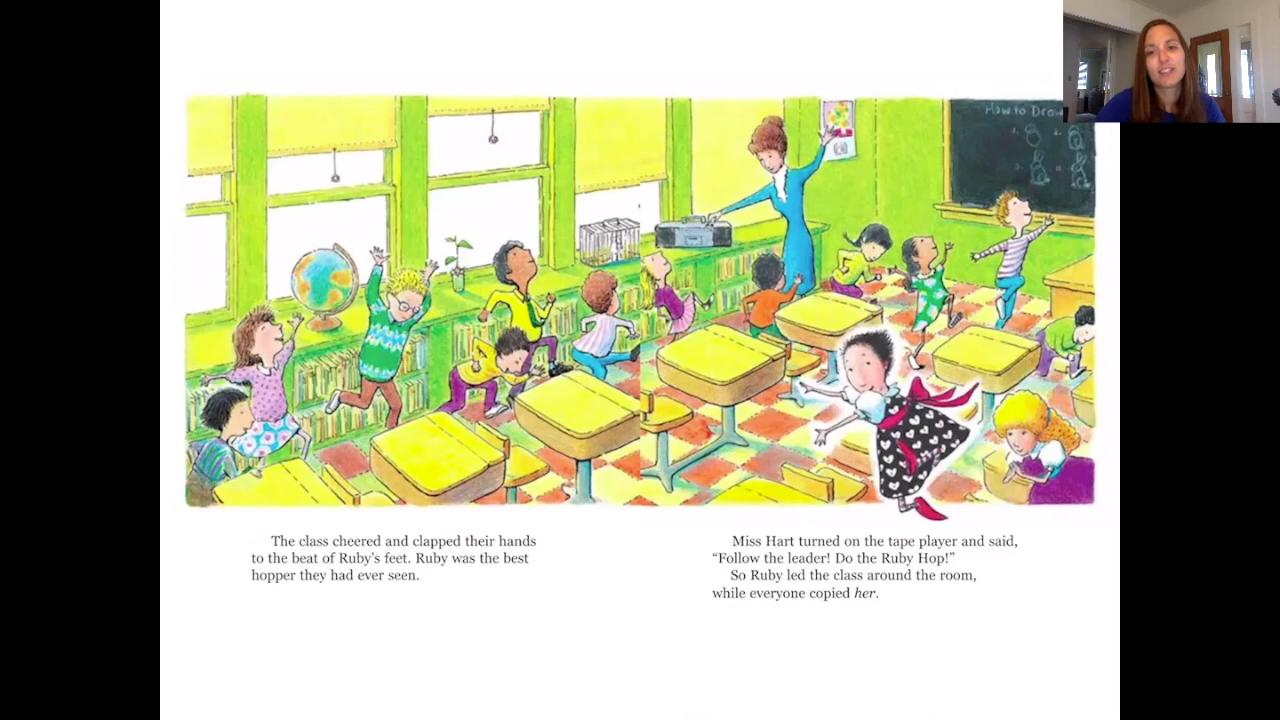 How to Draw
The class cheered and clapped their hands
to the beat of Ruby's feet. Ruby was the best
hopper they had ever seen.
Miss Hart turned on the tape player and said,
“Follow the leader! Do the Ruby Hop!”
So Ruby led the class around the room,
while everyone copied her.